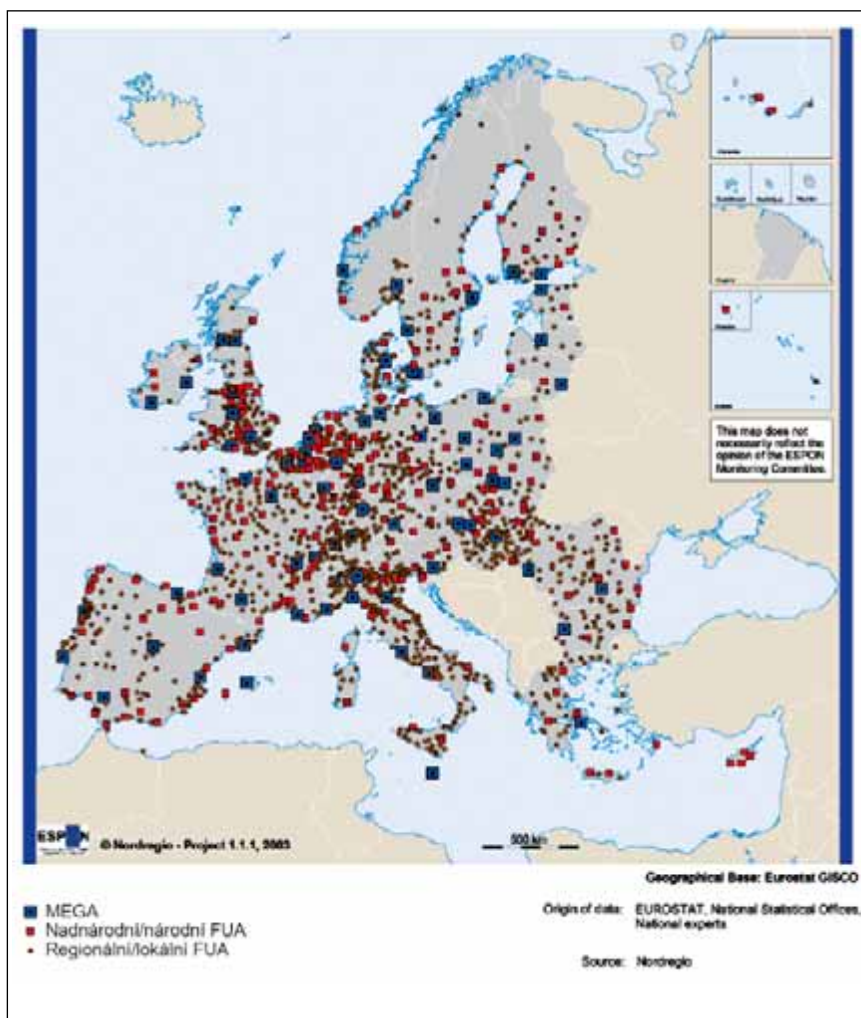 This map does not
necessarily reflect the
opinion of the ESPON
Monitoring Committee.
ESPON
© Nordregio - Project 1.1.1, 2003
500 km
Geographical Base: Eurostat GISCO
Origin of data: EUROSTAT, National Statistical Offices,
National experts
Source: Nordregio
MEGA
Nadnárodní/národní FUA
Regionální/lokální FUA